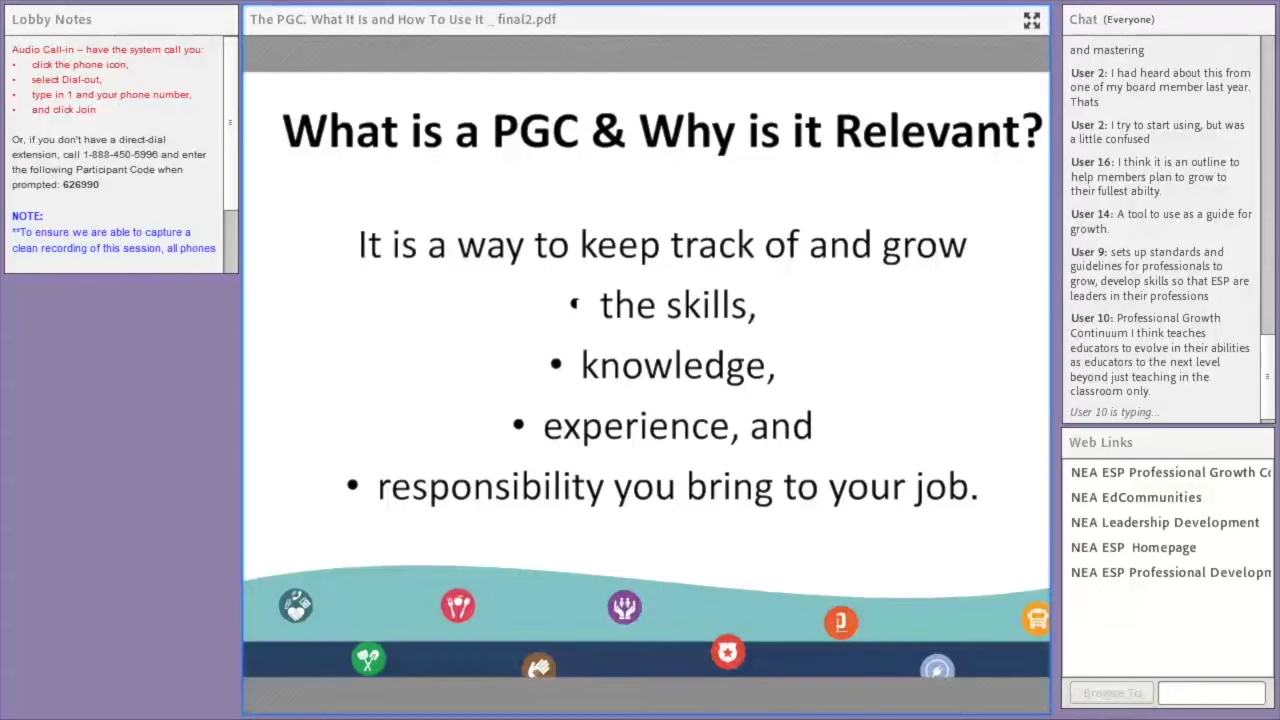 Lobby Notes
Audio Call-in – have the system call you:
• click the phone icon,
• select Dial-out,
• type in 1 and your phone number,
• and click Join
Or, if you don't have a direct-dial
extension, call 1-888-450-5996 and enter
the following Participant Code when
prompted: 626990
NOTE:
**To ensure we are able to capture a
clean recording of this session, all phones
The PGC. What It Is and How To Use It _ final2.pdf
What is a PGC & Why is it Relevant?
It is a way to keep track of and grow
• the skills,
• knowledge,
• experience, and
• responsibility you bring to your job.
Chat (Everyone)
and mastering
User 2: I had heard about this from
one of my board member last year.
Thats
User 2: I try to start using, but was
a little confused
User 16: I think it is an outline to
help members plan to grow to
their fullest abilty.
User 14: A tool to use as a guide for
growth.
User 9: sets up standards and
guidelines for professionals to
grow, develop skills so that ESP are
leaders in their professions
User 10: Professional Growth
Continuum I think teaches
educators to evolve in their abilities
as educators to the next level
beyond just teaching in the
classroom only.
User 10 is typing...
Web Links
NEA ESP Professional Growth Co
NEA EdCommunities
NEA Leadership Development
NEA ESP Homepage
NEA ESP Professional Developn
Browse To